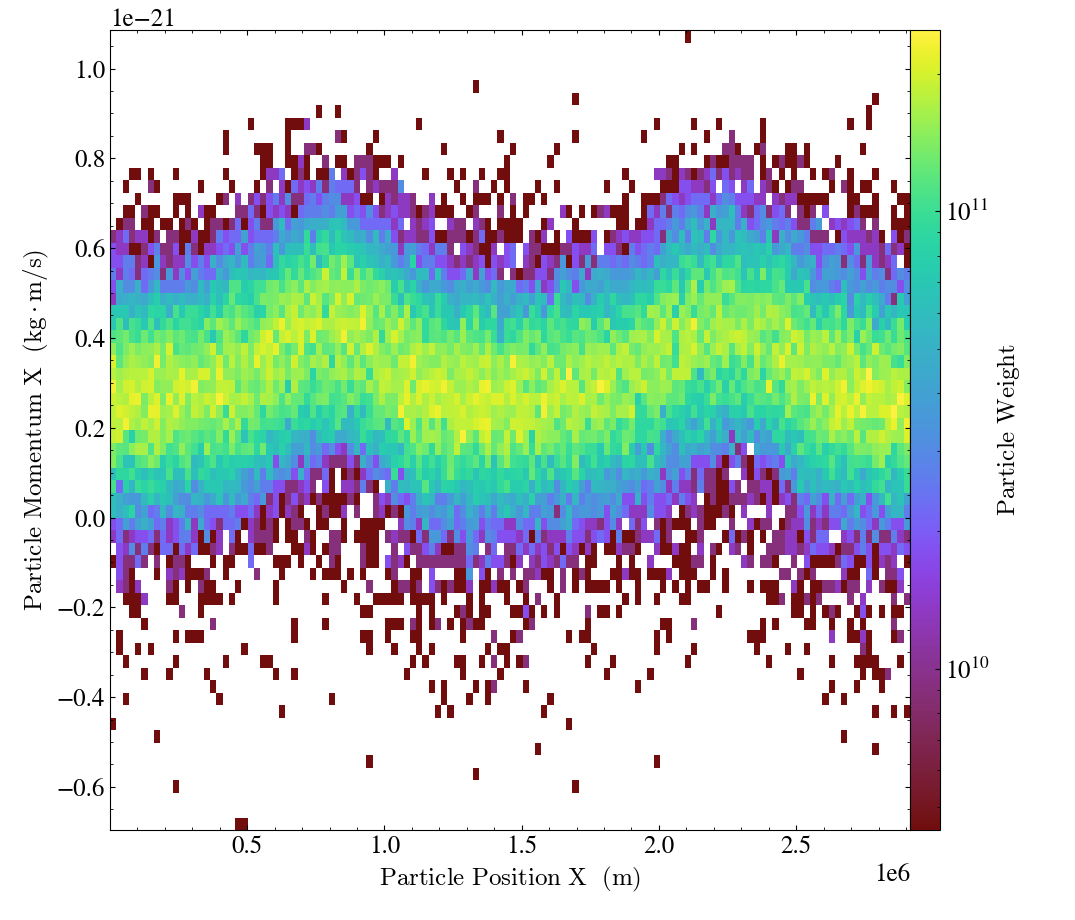 1e−21
1.0
0.8
0.6
0.4
0.2
0.0
−0.2
−0.4
−0.6
Particle Momentum X (kg · m/s)
0.5 1.0 1.5 2.0 2.5
1e6
Particle Position X (m)
10¹¹
10¹⁰
Particle Weight